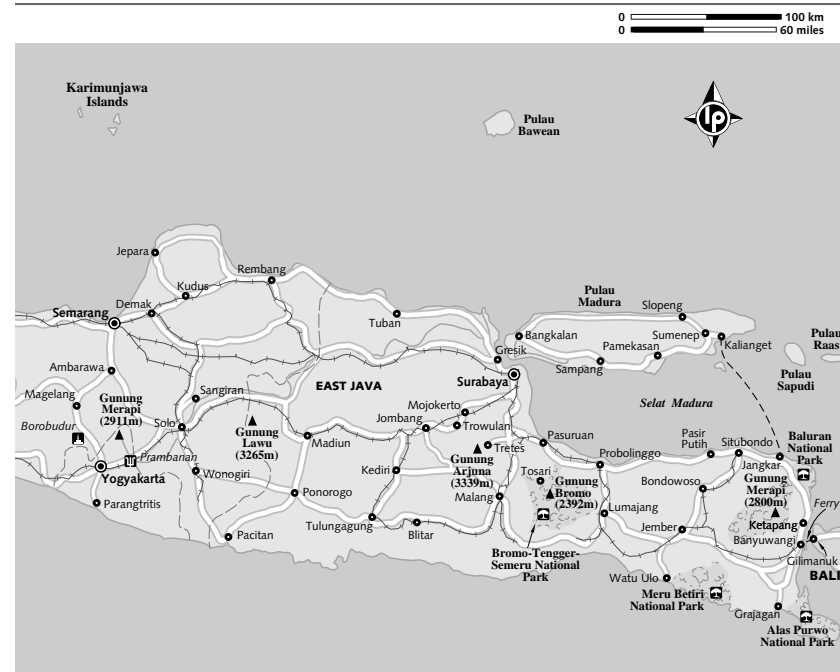 0 100 km
0 60 miles
Karimunjawa
Islands
Pulau
Bawean
lp
Jepara
Rembang
Kudus
Demak
Semarang
Tuban
Pulau
Madura
Slopeng
Bangkalan
Sumenep
Kalianget
Pamekasan
Sampang
Gresik
Surabaya
Pulau
Raas
Pulau
Sapudi
Ambarawa
Magelang
Gunung
Merapi
(2911m)
Sangiran
EAST JAVA
Selat Madura
Borobudur
Solo
Gunung
Lawu
(3265m)
Mojokerto
Jombang
Trowulan
Madiun
Tretes
Pasuruan
Probolinggo
Pasir
Putih
Situbondo
Baluran
National
Park
Jangkar
Prambanan
Yogyakarta
Wonogiri
Kediri
Gunung
Arjuna
(3339m)
Tosari
Gunung
Bromo
(2392m)
Bondowoso
Gunung
Merapi
(2800m)
Parangtritis
Ponorogo
Malang
Lumajang
Ferry
Ketapang
Pacitan
Tulungagung
Blitar
Jember
Banyuwangi
Gilimanuk
BALI
Bromo-Tengger-
Semeru National
Park
Watu Ulo
Meru Betiri
National Park
Grajagan
Alas Purwo
National Park